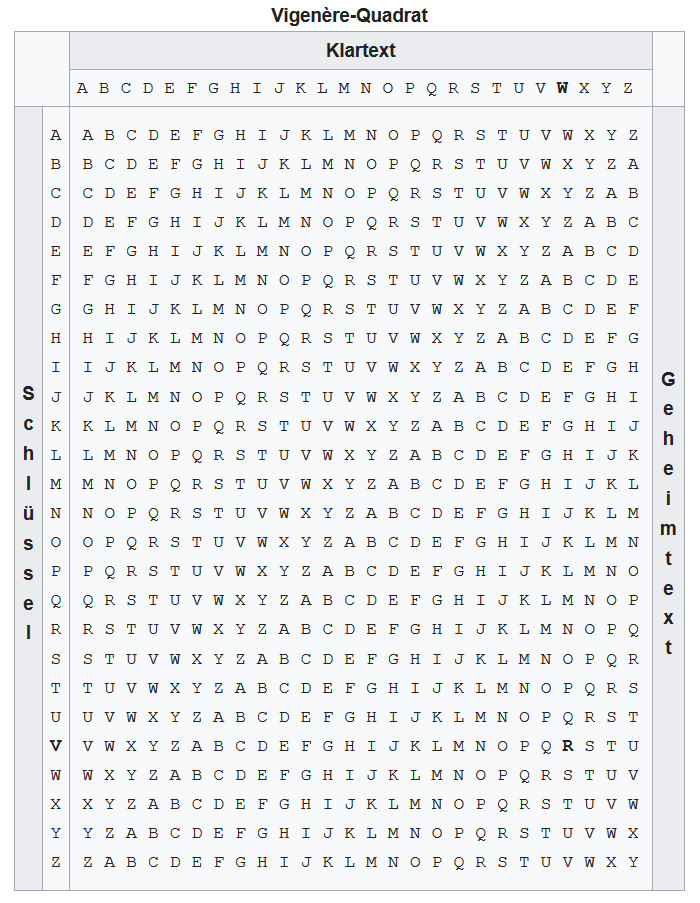 Vigenère-Quadrat
Klartext
A B C D E F G H I J K L M N O P Q R S T U V W X Y Z
A A B C D E F G H I J K L M N O P Q R S T U V W X Y Z
B B C D E F G H I J K L M N O P Q R S T U V W X Y Z A
C C D E F G H I J K L M N O P Q R S T U V W X Y Z A B
D D E F G H I J K L M N O P Q R S T U V W X Y Z A B C
E E F G H I J K L M N O P Q R S T U V W X Y Z A B C D
F F G H I J K L M N O P Q R S T U V W X Y Z A B C D E
G G H I J K L M N O P Q R S T U V W X Y Z A B C D E F
H H I J K L M N O P Q R S T U V W X Y Z A B C D E F G
I I J K L M N O P Q R S T U V W X Y Z A B C D E F G H
J J K L M N O P Q R S T U V W X Y Z A B C D E F G H I
K K L M N O P Q R S T U V W X Y Z A B C D E F G H I J
L L M N O P Q R S T U V W X Y Z A B C D E F G H I J K
M M N O P Q R S T U V W X Y Z A B C D E F G H I J K L
N N O P Q R S T U V W X Y Z A B C D E F G H I J K L M
O O P Q R S T U V W X Y Z A B C D E F G H I J K L M N
P P Q R S T U V W X Y Z A B C D E F G H I J K L M N O
Q Q R S T U V W X Y Z A B C D E F G H I J K L M N O P
R R S T U V W X Y Z A B C D E F G H I J K L M N O P Q
S S T U V W X Y Z A B C D E F G H I J K L M N O P Q R
T T U V W X Y Z A B C D E F G H I J K L M N O P Q R S
U U V W X Y Z A B C D E F G H I J K L M N O P Q R S T
V V W X Y Z A B C D E F G H I J K L M N O P Q R S T U
W W X Y Z A B C D E F G H I J K L M N O P Q R S T U V
X X Y Z A B C D E F G H I J K L M N O P Q R S T U V W
Y Y Z A B C D E F G H I J K L M N O P Q R S T U V W X
Z Z A B C D E F G H I J K L M N O P Q R S T U V W X Y
Schlüssel
Geheimtext